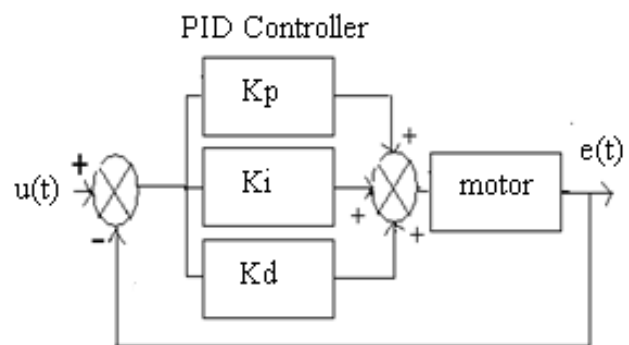 PID Controller
Kp
+
e(t)
+
u(t)
Ki
motor
+
+
-
Kd